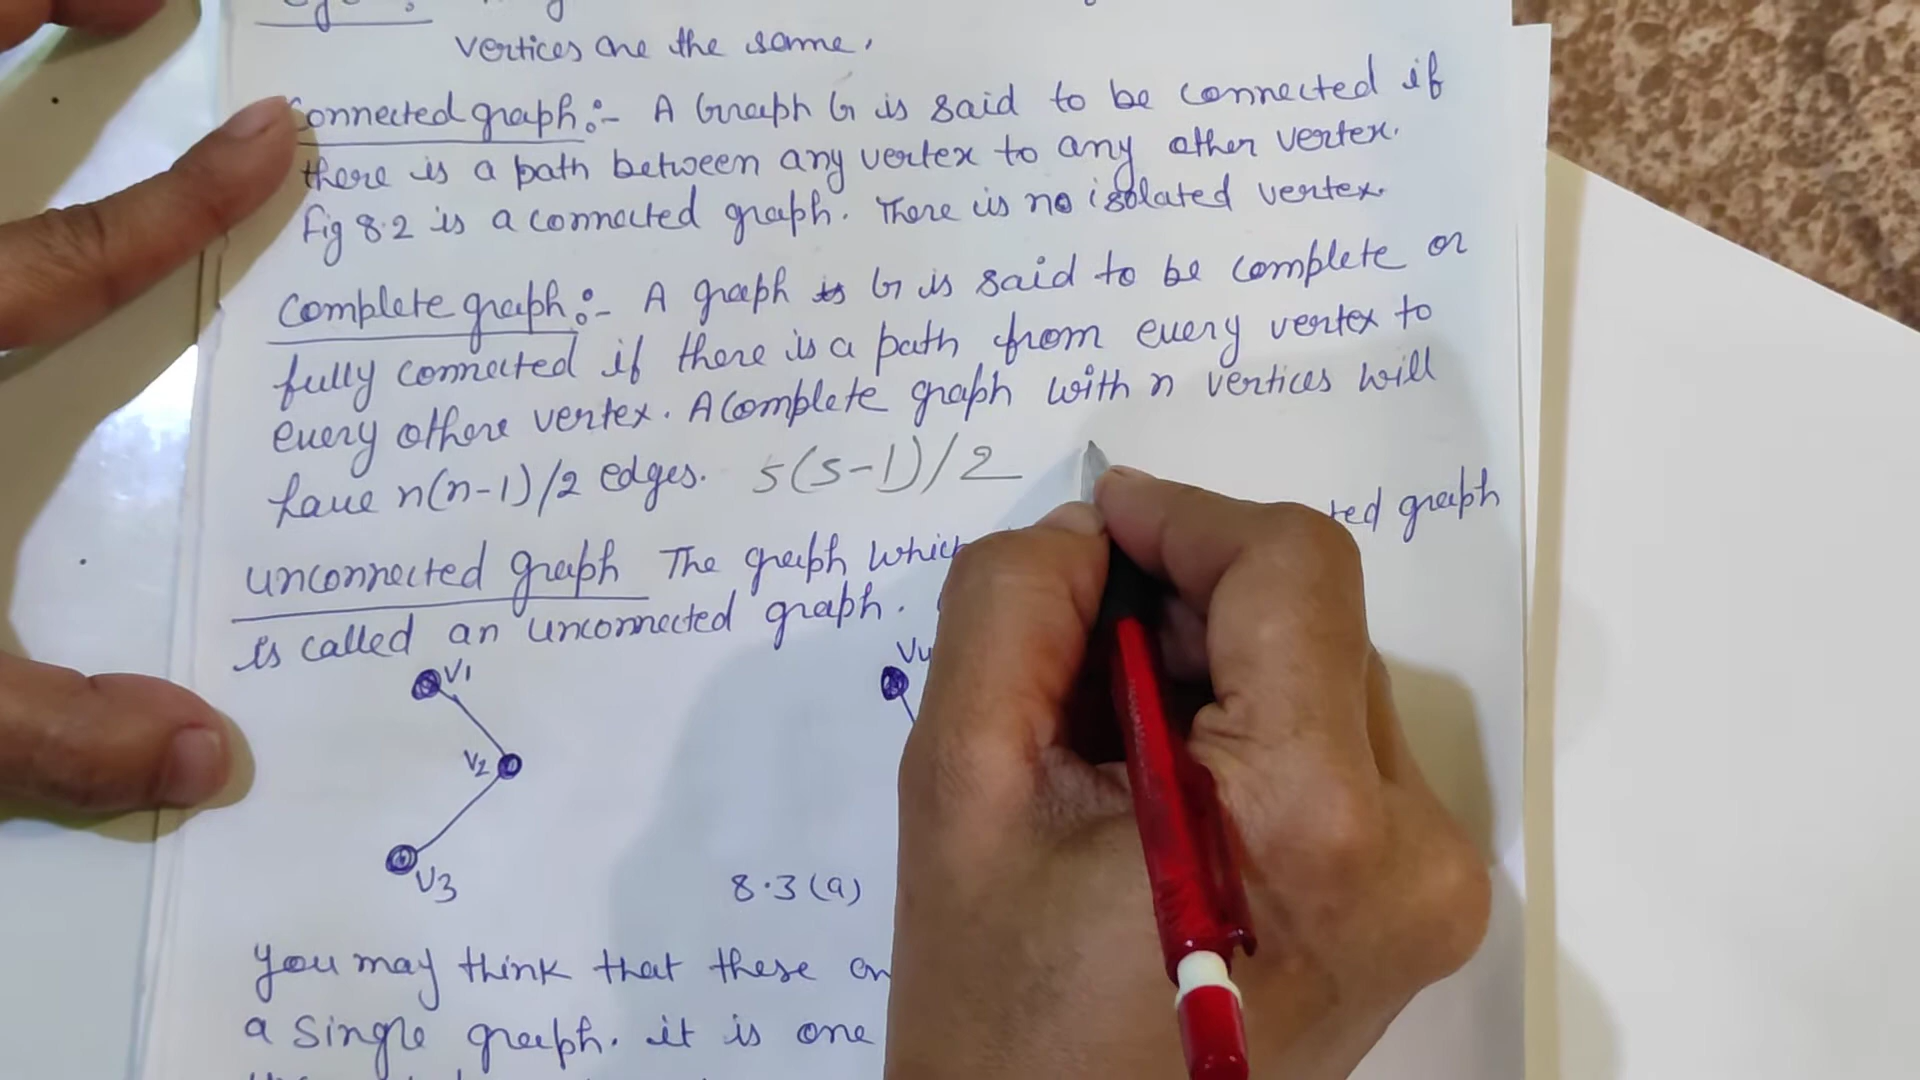 vertices are the same.
connected graph:- A Graph G is said to be connected if
there is a path between any vertex to any other vertex.
Fig 8.2 is a connected graph. There is no isolated vertex.
Complete graph:- A graph is G is said to be complete or
fully connected if there is a path from every vertex to
every othere vertex. A Complete graph with n vertices will
have n(n-1)/2 edges. 5(5-1)/2
unconnected graph The graph which graph
is called an unconnected graph.
V1
V4
V2
V3
8.3(a)
you may think that these
a single graph. it is one